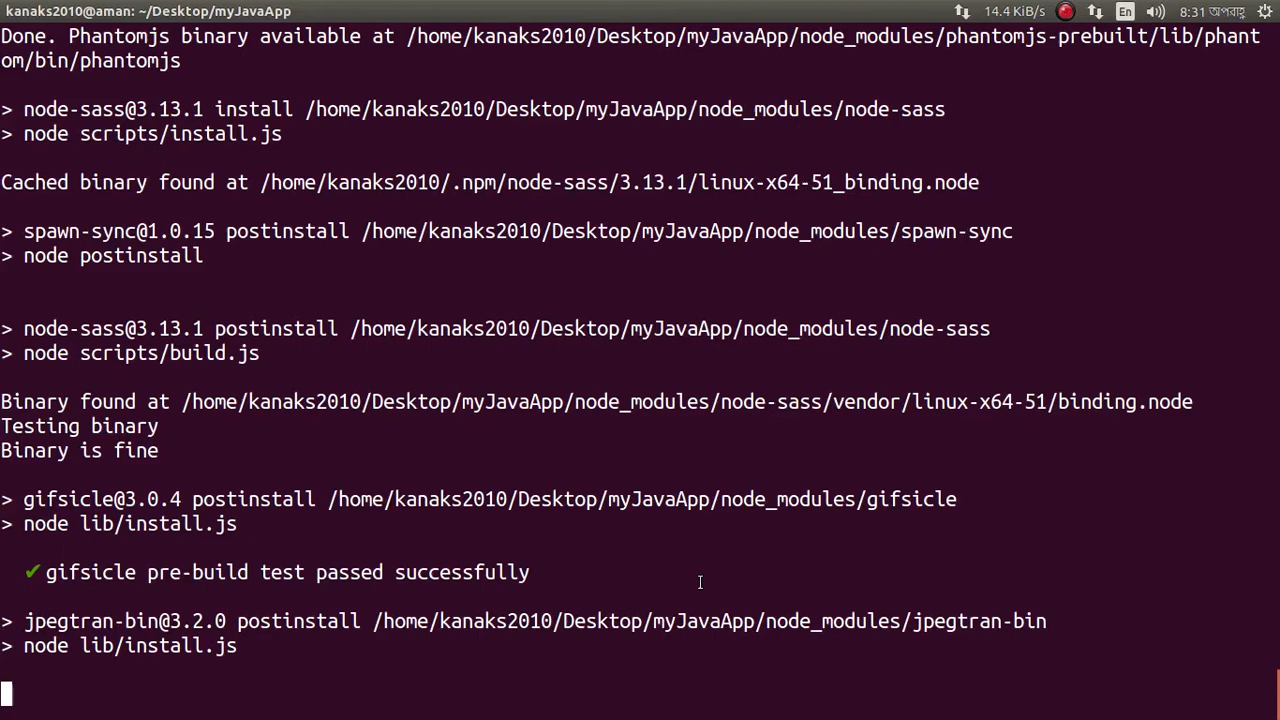 kanaks2010@aman: ~/Desktop/myJavaApp 14.4 KiB/s En 8:31 অপরাহ্ণ
Done. Phantomjs binary available at /home/kanaks2010/Desktop/myJavaApp/node_modules/phantomjs-prebuilt/lib/phant
om/bin/phantomjs
> node-sass@3.13.1 install /home/kanaks2010/Desktop/myJavaApp/node_modules/node-sass
> node scripts/install.js
Cached binary found at /home/kanaks2010/.npm/node-sass/3.13.1/linux-x64-51_binding.node
> spawn-sync@1.0.15 postinstall /home/kanaks2010/Desktop/myJavaApp/node_modules/spawn-sync
> node postinstall
> node-sass@3.13.1 postinstall /home/kanaks2010/Desktop/myJavaApp/node_modules/node-sass
> node scripts/build.js
Binary found at /home/kanaks2010/Desktop/myJavaApp/node_modules/node-sass/vendor/linux-x64-51/binding.node
Testing binary
Binary is fine
> gifsicle@3.0.4 postinstall /home/kanaks2010/Desktop/myJavaApp/node_modules/gifsicle
> node lib/install.js
✔ gifsicle pre-build test passed successfully
> jpegtran-bin@3.2.0 postinstall /home/kanaks2010/Desktop/myJavaApp/node_modules/jpegtran-bin
> node lib/install.js